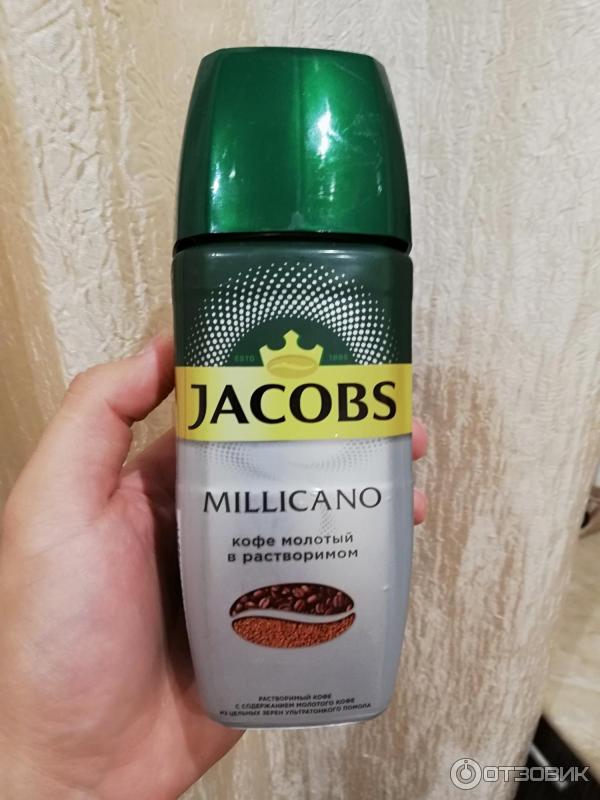 ESTD 1895
JACOBS
MILLICANO
кофе молотый
в растворимом
РАСТВОРИМЫЙ КОФЕ
С СОДЕРЖАНИЕМ МОЛОТОГО КОФЕ
ИЗ ЦЕЛЬНЫХ ЗЕРЕН УЛЬТРАТОНКОГО ПОМОЛА
ОТЗОВИК